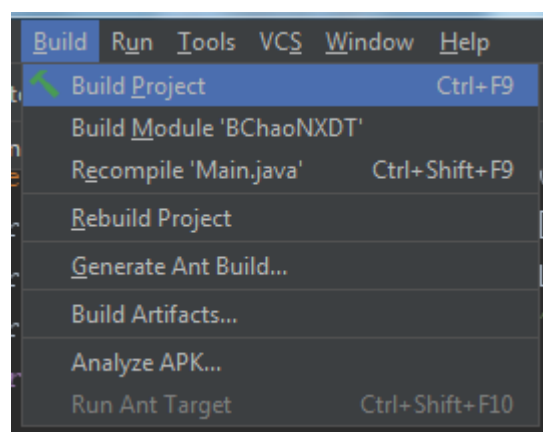 Build Run Tools VCS Window Help
Build Project Ctrl+F9
Build Module 'BChaoNXDT'
Recompile 'Main.java' Ctrl+Shift+F9
Rebuild Project
Generate Ant Build...
Build Artifacts...
Analyze APK...
Run Ant Target Ctrl+Shift+F10